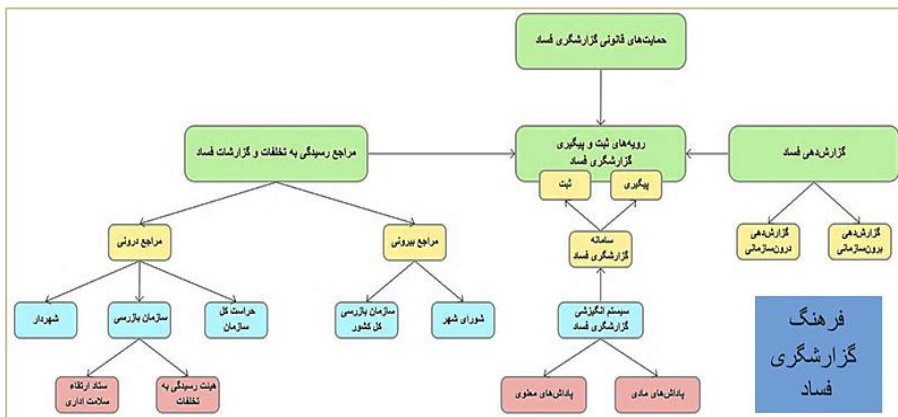 حمایت‌های قانونی گزارشگری فساد
مراجع رسیدگی به تخلفات و گزارشات فساد
رویه‌های ثبت و پیگیری
گزارشگری فساد
گزارش‌دهی فساد
ثبت
پیگیری
مراجع درونی
مراجع بیرونی
سامانه
گزارشگری فساد
گزارش‌دهی
درون‌سازمانی
گزارش‌دهی
برون‌سازمانی
شهردار
سازمان بازرسی
حراست کل
سازمان
سازمان بازرسی
کل کشور
شورای شهر
سیستم انگیزشی
گزارشگری فساد
ستاد ارتقاء
سلامت اداری
هیئت رسیدگی به
تخلفات
پاداش‌های معنوی
پاداش‌های مادی
فرهنگ
گزارشگری
فساد